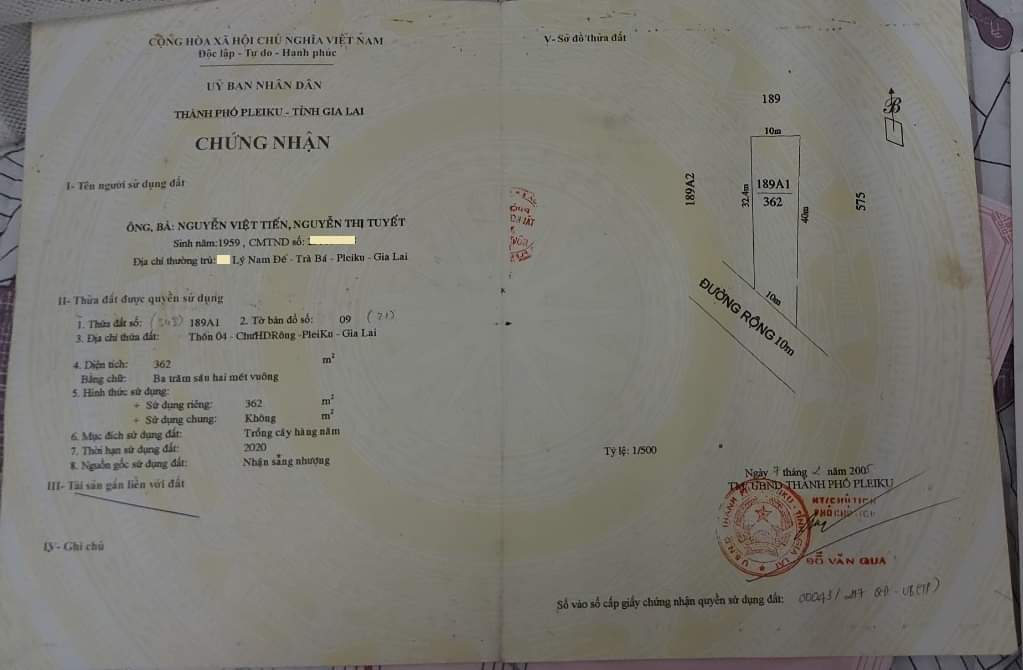 CỘNG HÒA XÃ HỘI CHỦ NGHĨA VIỆT NAM
Độc lập - Tự do - Hạnh phúc
UỶ BAN NHÂN DÂN
THÀNH PHỐ PLEIKU - TỈNH GIA LAI
CHỨNG NHẬN
I- Tên người sử dụng đất
ÔNG, BÀ: NGUYỄN VIỆT TIẾN, NGUYỄN THỊ TUYẾT
Sinh năm:1959 , CMTND số:
Địa chỉ thường trú: Lý Nam Đế - Trà Bá - Pleiku - Gia Lai
II- Thửa đất được quyền sử dụng
1. Thửa đất số: 189A1 2. Tờ bản đồ số: 09
3. Địa chỉ thửa đất: Thôn 04 - ChưHDRông -PleiKu - Gia Lai
4. Diện tích: 362 m²
Bằng chữ: Ba trăm sáu hai mét vuông
5. Hình thức sử dụng:
+ Sử dụng riêng: 362 m²
+ Sử dụng chung: Không m²
6. Mục đích sử dụng đất: Trồng cây hàng năm
7. Thời hạn sử dụng đất: 2020
8. Nguồn gốc sử dụng đất: Nhận sang nhượng
III- Tài sản gắn liền với đất
IV- Ghi chú
V- Sơ đồ thửa đất
B
189
10m
189A2
32.4m
189A1
362
40m
575
10m
ĐƯỜNG RỘNG 10m
Tỷ lệ: 1/500
Ngày 7 tháng 2 năm 2005
TM. UBND THÀNH PHỐ PLEIKU
KT/CHỦ TỊCH
PHÓ CHỦ TỊCH
ĐỖ VĂN QUA
Số vào sổ cấp giấy chứng nhận quyền sử dụng đất: 00043/